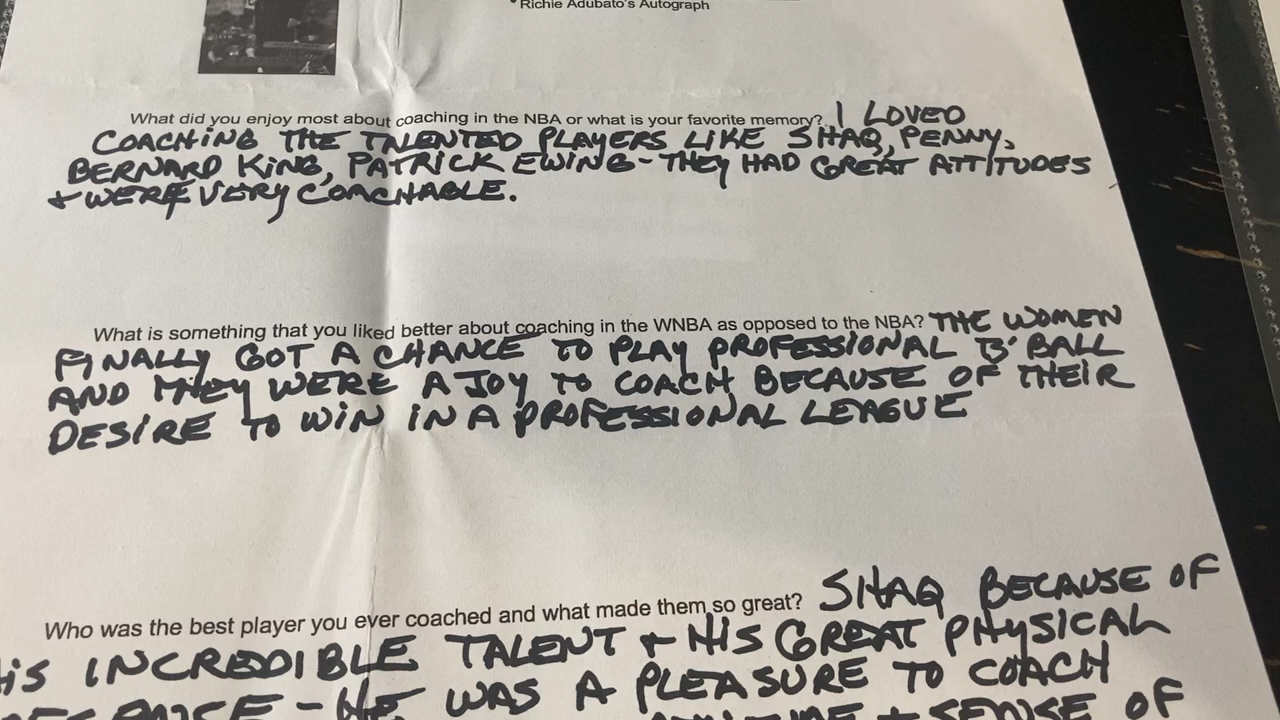 * Richie Adubato's Autograph
What did you enjoy most about coaching in the NBA or what is your favorite memory? I LOVED
COACHING THE TALENTED PLAYERS LIKE SHAQ, PENNY,
BERNARD KING, PATRICK EWING - THEY HAD GREAT ATTITUDES
+ WERE VERY COACHABLE.
What is something that you liked better about coaching in the WNBA as opposed to the NBA? THE WOMEN
FINALLY GOT A CHANCE TO PLAY PROFESSIONAL B'BALL
AND THEY WERE A JOY TO COACH BECAUSE OF THEIR
DESIRE TO WIN IN A PROFESSIONAL LEAGUE
Who was the best player you ever coached and what made them so great? SHAQ BECAUSE OF
HIS INCREDIBLE TALENT + HIS GREAT PHYSICAL
- HE WAS A PLEASURE TO COACH
+ SENSE OF